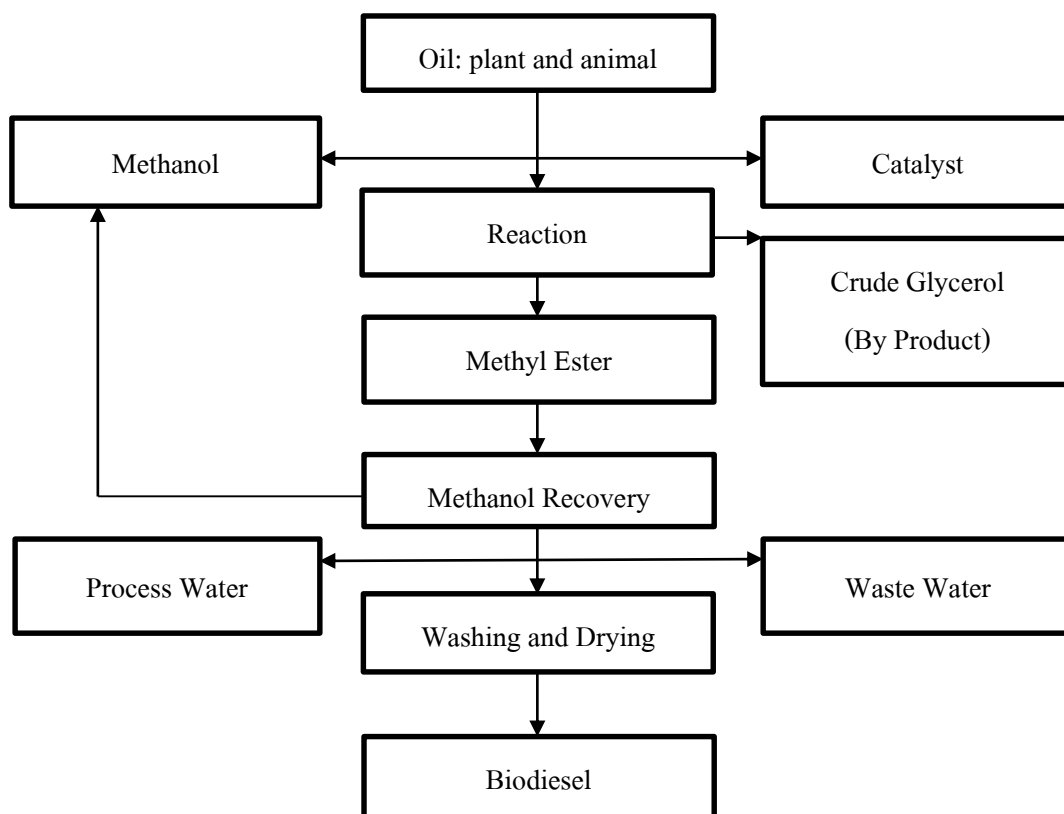 Oil: plant and animal
Methanol
Catalyst
Reaction
Crude Glycerol
(By Product)
Methyl Ester
Methanol Recovery
Process Water
Waste Water
Washing and Drying
Biodiesel